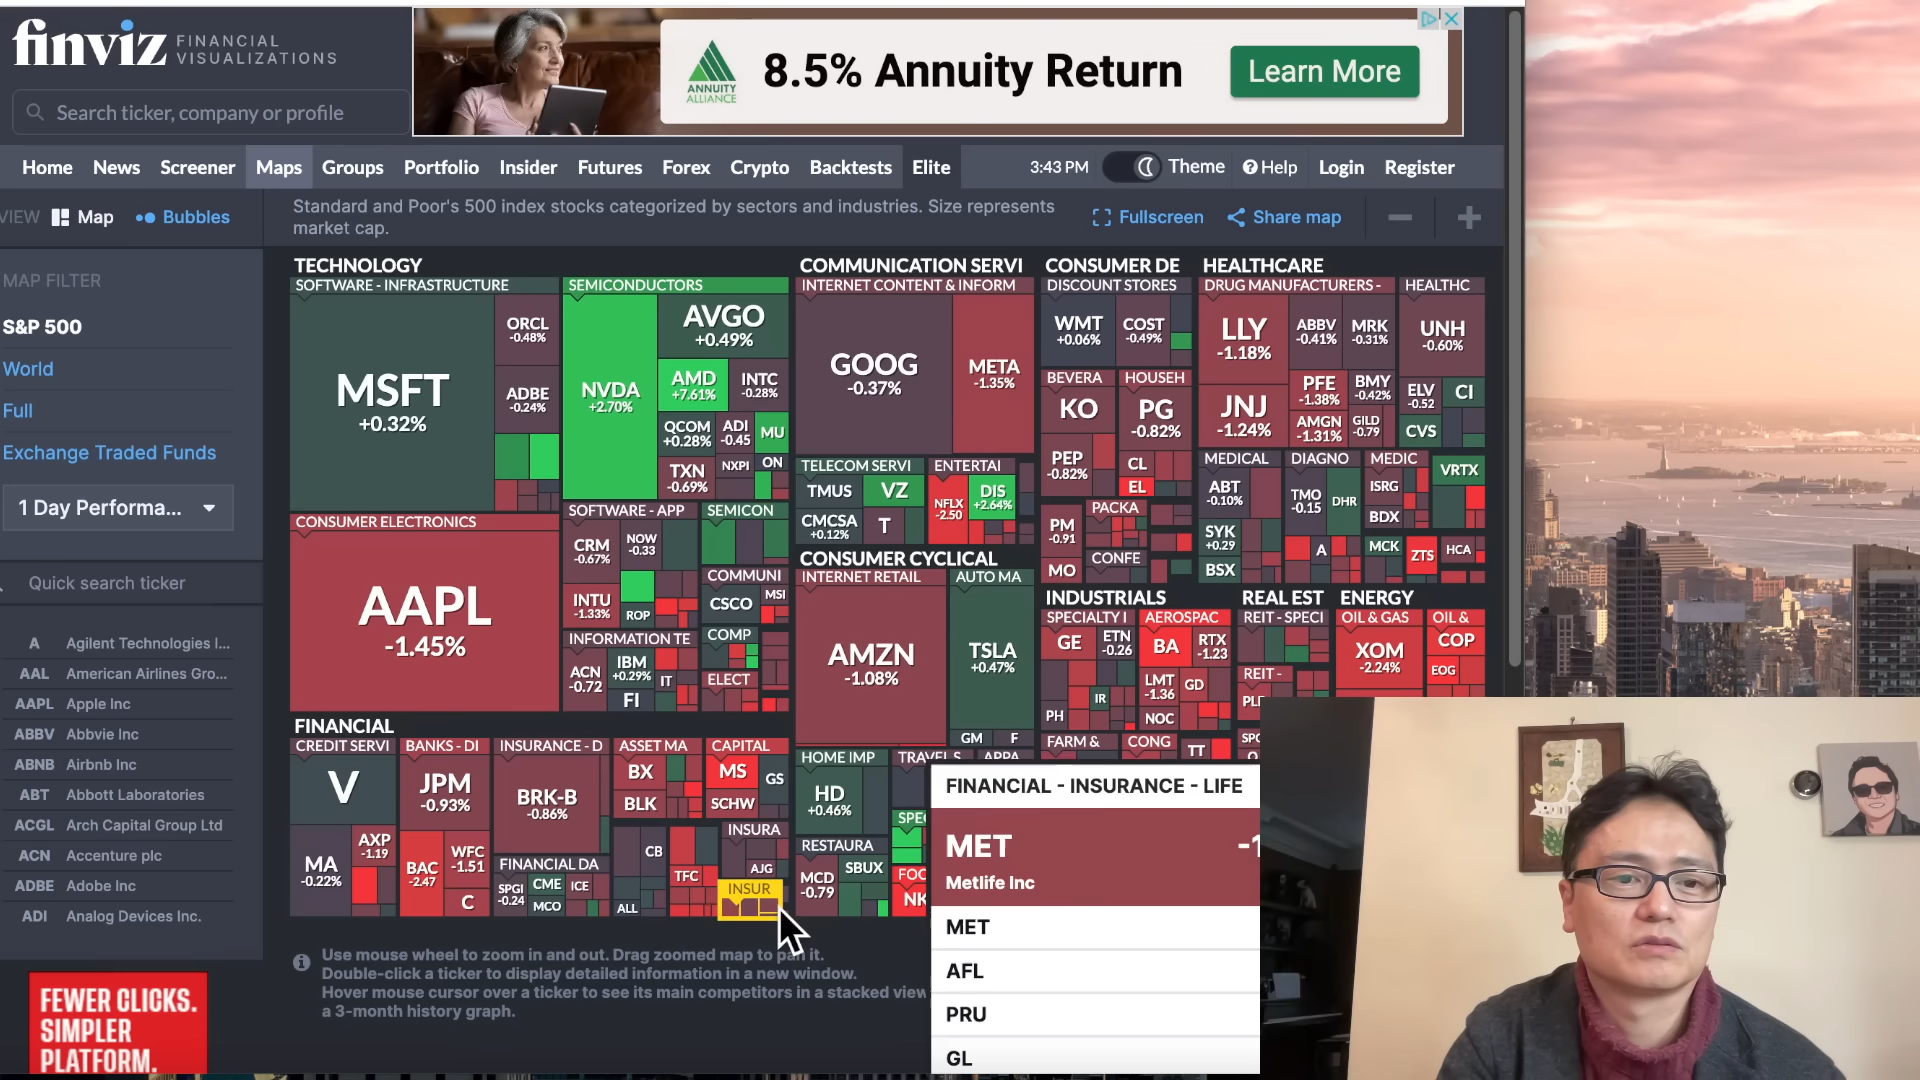 finviz
FINANCIAL
VISUALIZATIONS
ANNUITY
ALLIANCE
8.5% Annuity Return
Learn More
Search ticker, company or profile
Home News Screener Maps Groups Portfolio Insider Futures Forex Crypto Backtests Elite 3:43 PM Theme Help Login Register
VIEW Map Bubbles
Standard and Poor's 500 index stocks categorized by sectors and industries. Size represents
market cap.
Fullscreen Share map
MAP FILTER
S&P 500
World
Full
Exchange Traded Funds
1 Day Performa...
Quick search ticker
A Agilent Technologies I...
AAL American Airlines Gro...
AAPL Apple Inc
ABBV Abbvie Inc
ABNB Airbnb Inc
ABT Abbott Laboratories
ACGL Arch Capital Group Ltd
ACN Accenture plc
ADBE Adobe Inc
ADI Analog Devices Inc.
FEWER CLICKS.
SIMPLER
PLATFORM.
TECHNOLOGY
SOFTWARE - INFRASTRUCTURE
MSFT
+0.32%
ORCL
-0.48%
ADBE
-0.24%
SEMICONDUCTORS
NVDA
+2.70%
AVGO
+0.49%
AMD
+7.61%
INTC
-0.28%
QCOM
+0.28%
ADI
-0.45
MU
TXN
-0.69%
NXPI
ON
CONSUMER ELECTRONICS
AAPL
-1.45%
SOFTWARE - APP
CRM
-0.67%
NOW
-0.33
INTU
-1.33%
ROP
SEMICON
COMMUNI
CSCO
MSI
INFORMATION TE
ACN
-0.72
IBM
+0.29%
IT
FI
COMP
ELECT
COMMUNICATION SERVI
INTERNET CONTENT & INFORM
GOOG
-0.37%
META
-1.35%
TELECOM SERVI
TMUS
VZ
CMCSA
+0.12%
T
ENTERTAI
NFLX
-2.50
DIS
+2.64%
CONSUMER CYCLICAL
INTERNET RETAIL
AMZN
-1.08%
AUTO MA
TSLA
+0.47%
GM
F
HOME IMP
HD
+0.46%
TRAVELS
APPA
RESTAURA
MCD
-0.79
SBUX
SPE
FOO
NK
CONSUMER DE
DISCOUNT STORES
WMT
+0.06%
COST
-0.49%
BEVERA
KO
PEP
-0.82%
HOUSEH
PG
-0.82%
CL
EL
PM
-0.91
MO
PACKA
CONFE
HEALTHCARE
DRUG MANUFACTURERS -
LLY
-1.18%
ABBV
-0.41%
MRK
-0.31%
JNJ
-1.24%
PFE
-1.38%
BMY
-0.42%
AMGN
-1.31%
GILD
-0.79
HEALTHC
UNH
-0.60%
ELV
-0.52
CI
CVS
MEDICAL
ABT
-0.10%
SYK
+0.29
BSX
DIAGNO
TMO
-0.15
DHR
A
MEDIC
ISRG
BDX
VRTX
MCK
ZTS
HCA
INDUSTRIALS
SPECIALTY I
GE
ETN
-0.26
IR
PH
AEROSPAC
BA
RTX
-1.23
LMT
-1.36
GD
NOC
FARM &
CONG
TT
REAL EST
REIT - SPECI
REIT -
ENERGY
OIL & GAS
XOM
-2.24%
OIL &
COP
EOG
FINANCIAL
CREDIT SERVI
V
MA
-0.22%
AXP
-1.19
BANKS - DI
JPM
-0.93%
BAC
-2.47
WFC
-1.51
C
INSURANCE - D
BRK-B
-0.86%
FINANCIAL DA
SPGI
-0.24
CME
ICE
MCO
ASSET MA
BX
BLK
CAPITAL
MS
GS
SCHW
CB
ALL
TFC
INSURA
AJG
INSUR
FINANCIAL - INSURANCE - LIFE
MET -1
Metlife Inc
MET
AFL
PRU
GL
Use mouse wheel to zoom in and out. Drag zoomed map to pan it.
Double-click a ticker to display detailed information in a new window.
Hover mouse cursor over a ticker to see its main competitors in a stacked view
a 3-month history graph.